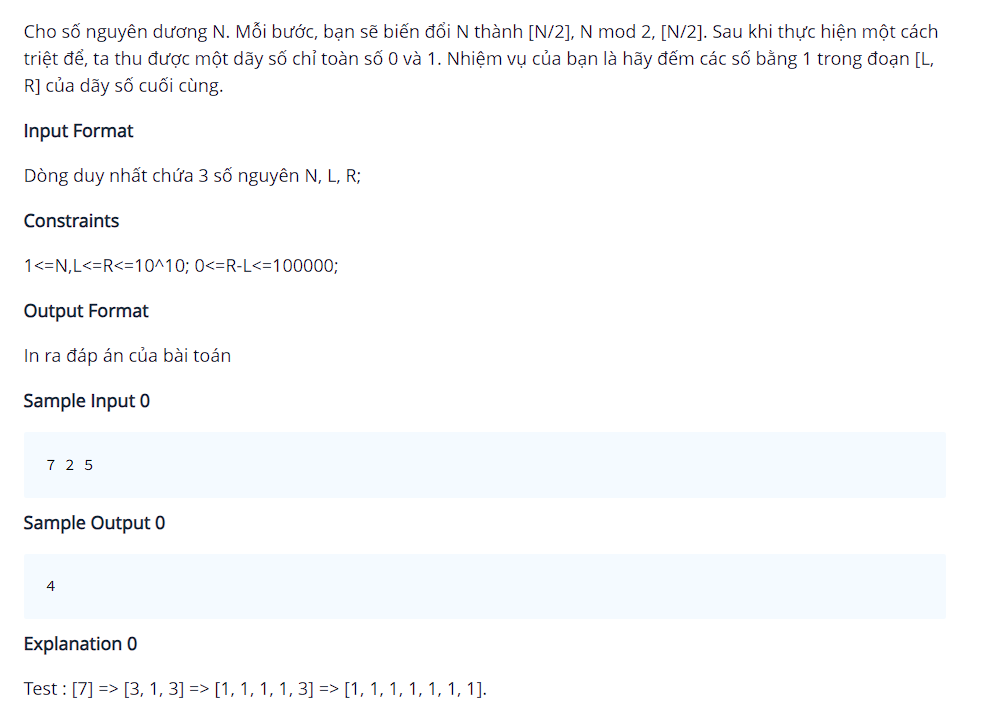 Cho số nguyên dương N. Mỗi bước, bạn sẽ biến đổi N thành [N/2], N mod 2, [N/2]. Sau khi thực hiện một cách
triệt để, ta thu được một dãy số chỉ toàn số 0 và 1. Nhiệm vụ của bạn là hãy đếm các số bằng 1 trong đoạn [L,
R] của dãy số cuối cùng.
Input Format
Dòng duy nhất chứa 3 số nguyên N, L, R;
Constraints
1<=N,L<=R<=10^10; 0<=R-L<=100000;
Output Format
In ra đáp án của bài toán
Sample Input 0
7 2 5
Sample Output 0
4
Explanation 0
Test : [7] => [3, 1, 3] => [1, 1, 1, 1, 3] => [1, 1, 1, 1, 1, 1, 1].